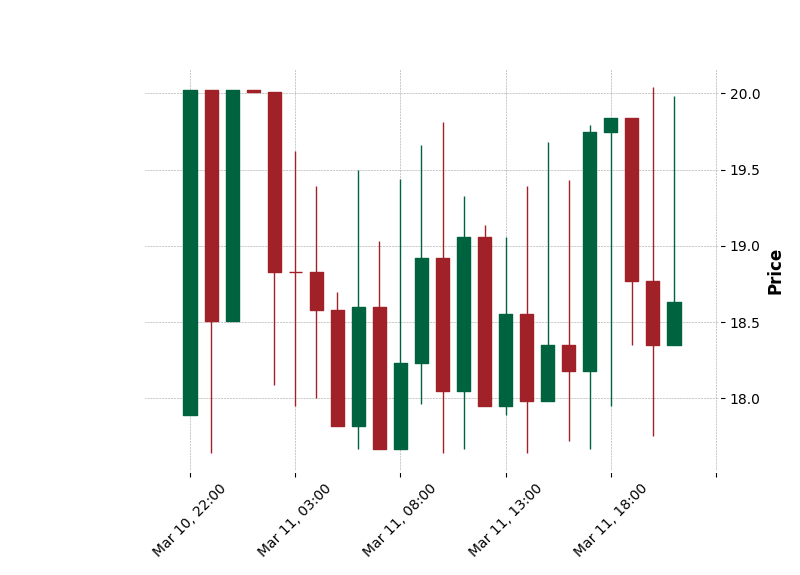 20.0
19.5
19.0
18.5
18.0
Price
Mar 10, 22:00
Mar 11, 03:00
Mar 11, 08:00
Mar 11, 13:00
Mar 11, 18:00